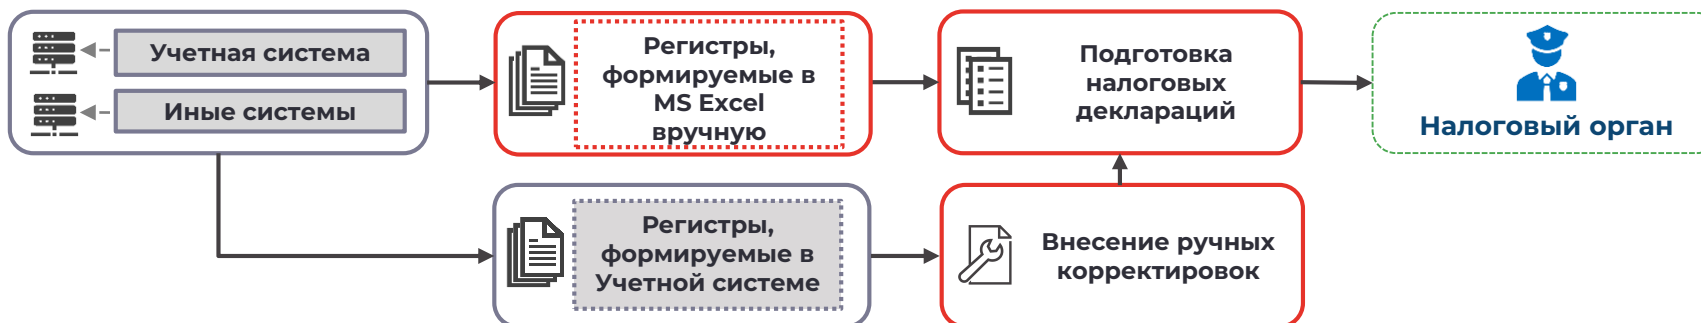 Учетная система
Иные системы
Регистры,
формируемые в
MS Excel
вручную
Подготовка
налоговых
деклараций
Налоговый орган
Регистры,
формируемые в
Учетной системе
Внесение ручных
корректировок